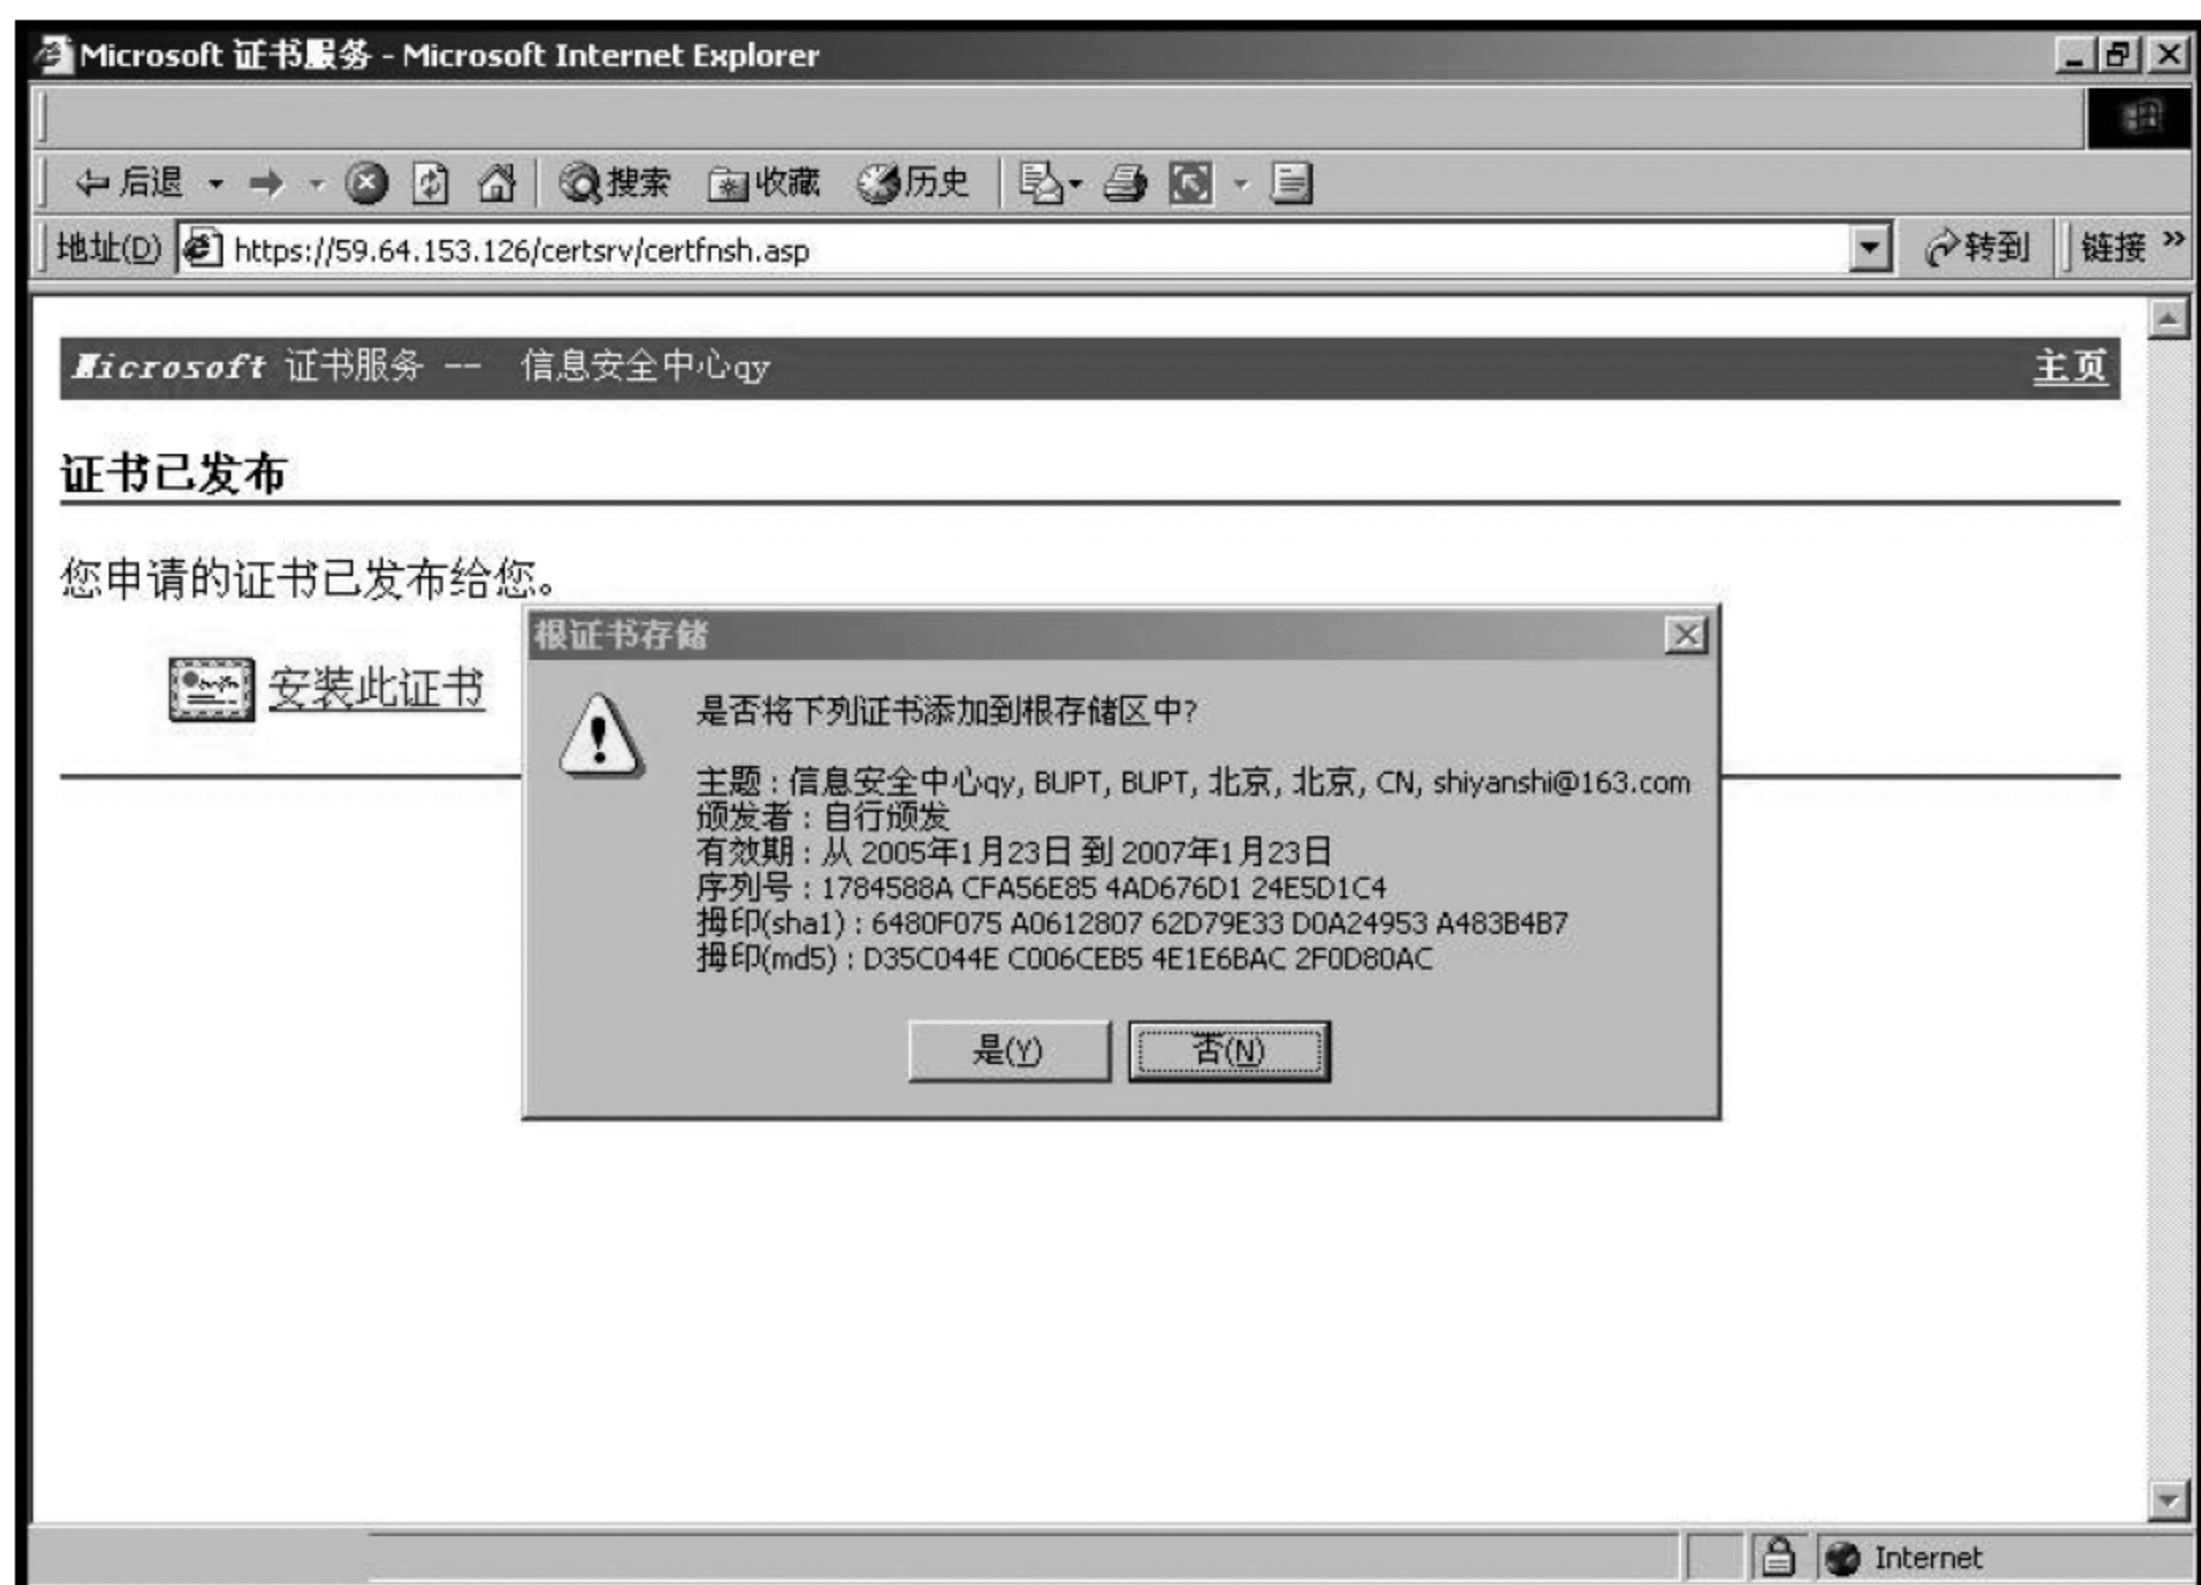 Microsoft 证书服务 - Microsoft Internet Explorer
后退 搜索 收藏 历史
地址(D) https://59.64.153.126/certsrv/certfnsh.asp 转到 链接 »
Microsoft 证书服务 -- 信息安全中心qy 主页
证书已发布
您申请的证书已发布给您。
安装此证书
根证书存储
是否将下列证书添加到根存储区中?
主题 : 信息安全中心qy, BUPT, BUPT, 北京, 北京, CN, shiyanshi@163.com
颁发者 : 自行颁发
有效期 : 从 2005年1月23日 到 2007年1月23日
序列号 : 1784588A CFA56E85 4AD676D1 24E5D1C4
拇印(sha1) : 6480F075 A0612807 62D79E33 D0A24953 A483B4B7
拇印(md5) : D35C044E C006CEB5 4E1E6BAC 2F0D80AC
是(Y) 否(N)
Internet